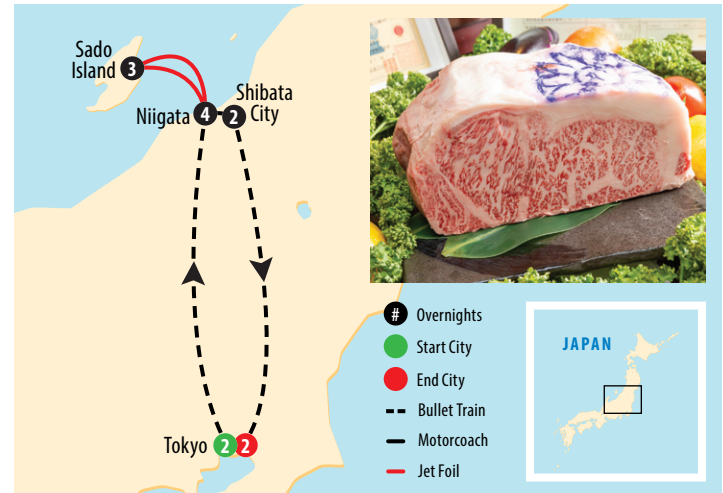 Sado
Island
3
Niigata
4
2
Shibata
City
Tokyo
2
2
# Overnights
Start City
End City
Bullet Train
Motorcoach
Jet Foil
JAPAN